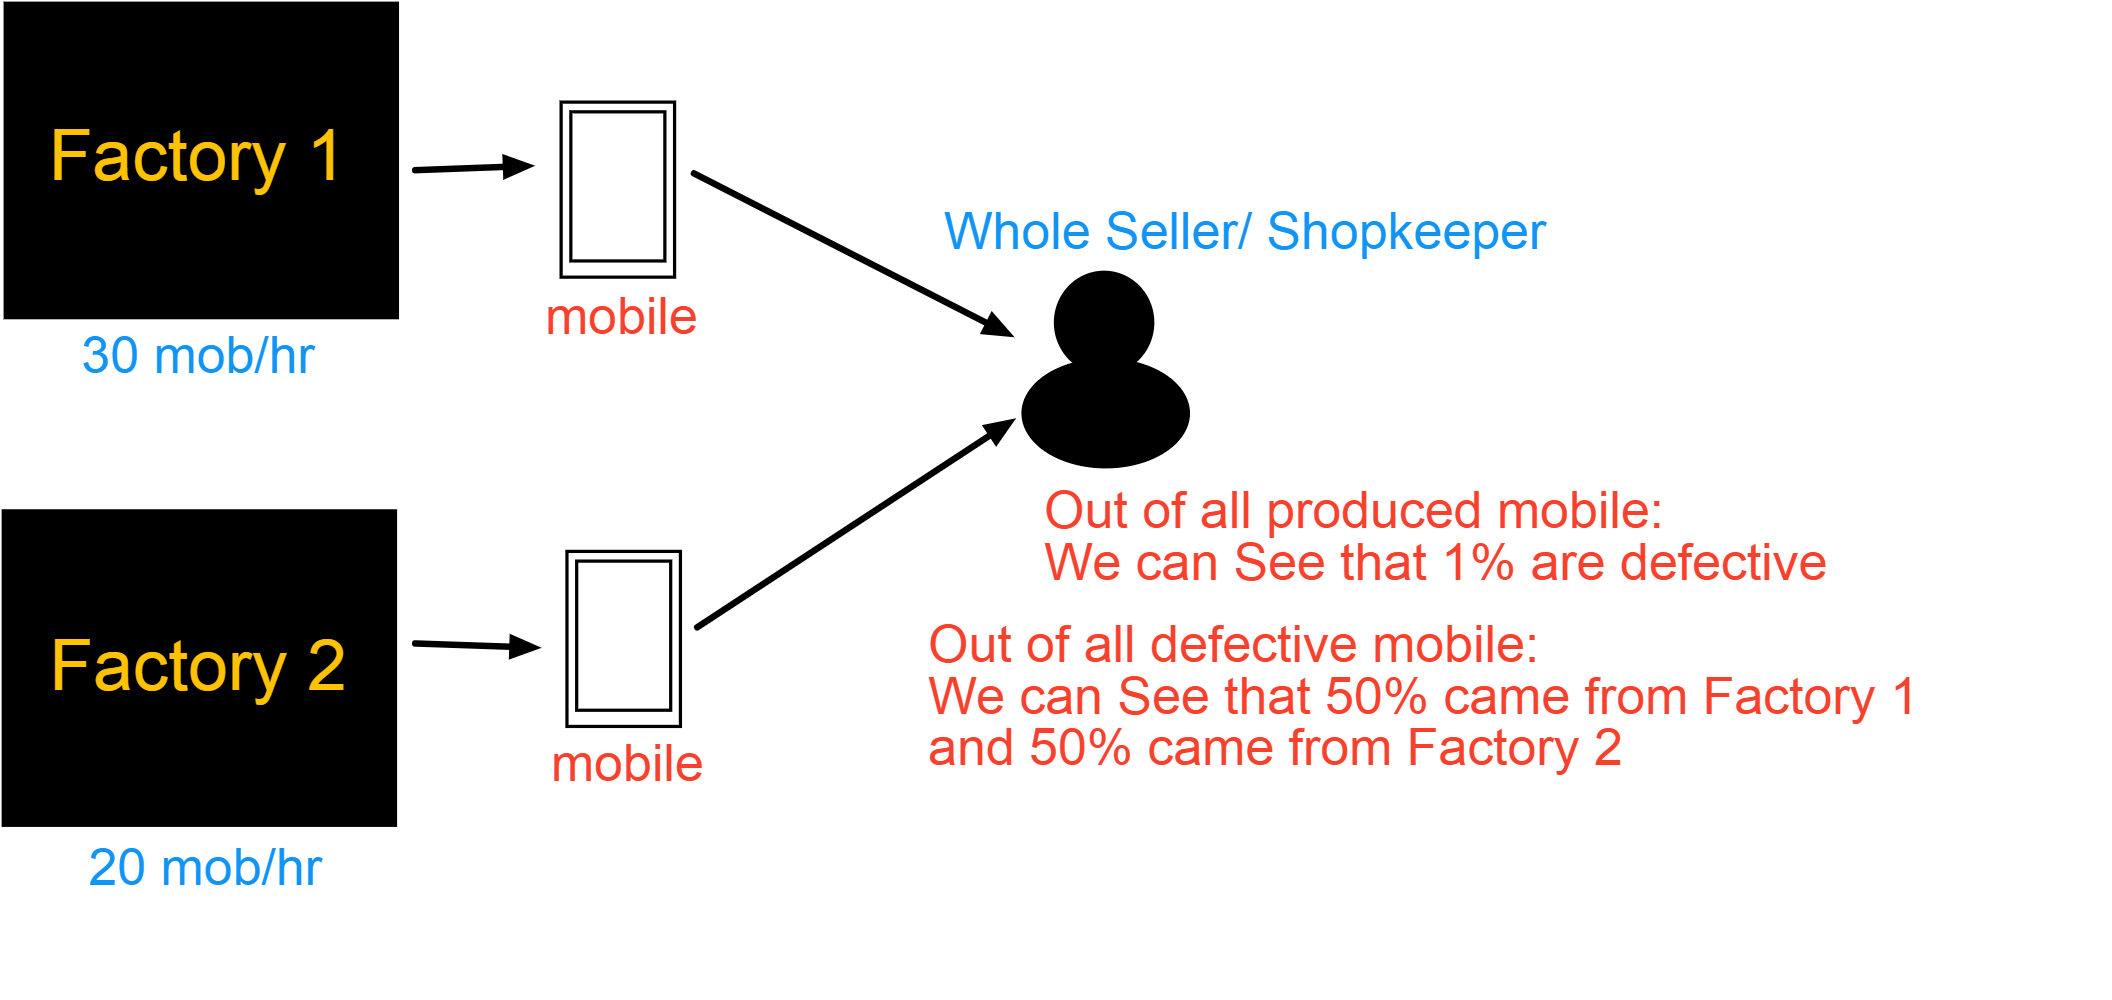 Factory 1
30 mob/hr
mobile
Whole Seller/ Shopkeeper
Factory 2
20 mob/hr
mobile
Out of all produced mobile:
We can See that 1% are defective
Out of all defective mobile:
We can See that 50% came from Factory 1
and 50% came from Factory 2